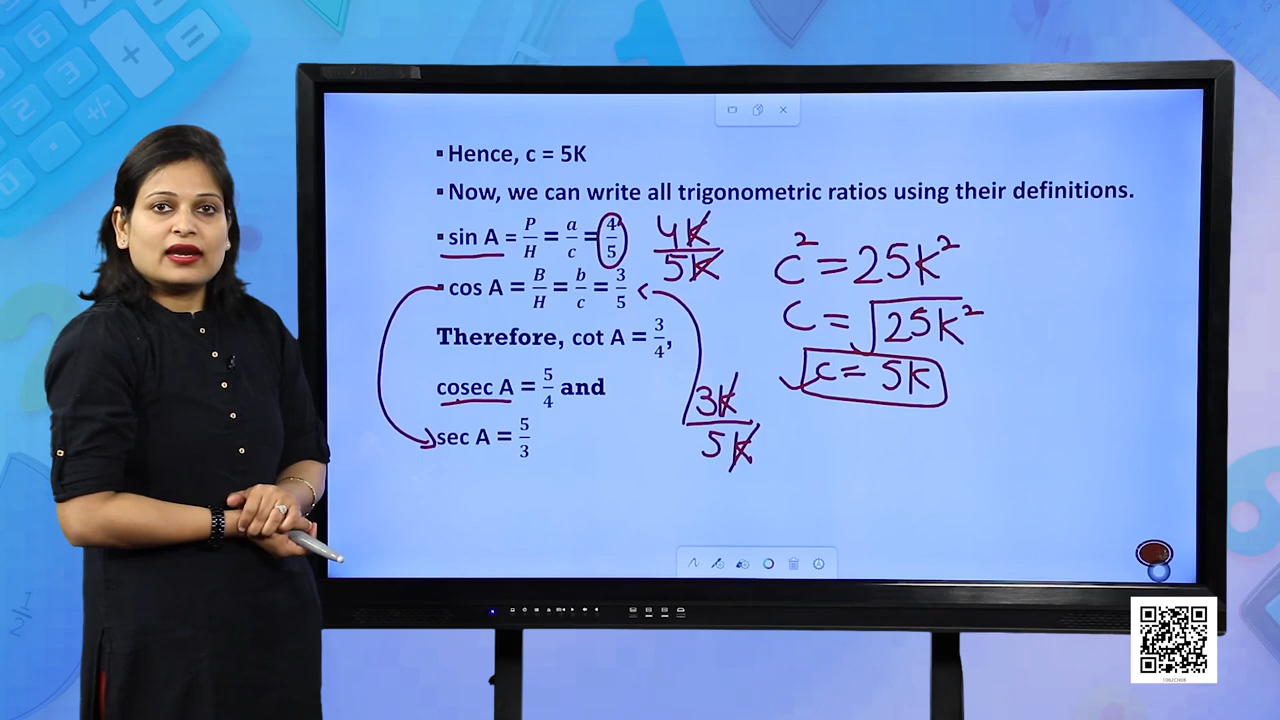 ▪ Hence, c = 5K
▪ Now, we can write all trigonometric ratios using their definitions.
▪ sin A = P/H = a/c = 4/5
4K/5K
▪ cos A = B/H = b/c = 3/5
Therefore, cot A = 3/4,
cosec A = 5/4 and
sec A = 5/3
3K/5K
c² = 25K²
c = √25K²
c = 5K
1062CH08